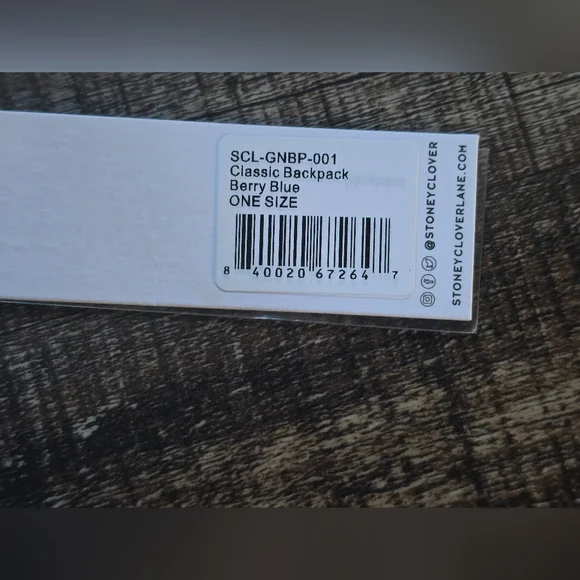 SCL-GNBP-001
Classic Backpack
Berry Blue
ONE SIZE
8 40020 67264 7
@STONEYCLOVER
STONEYCLOVERLANE.COM